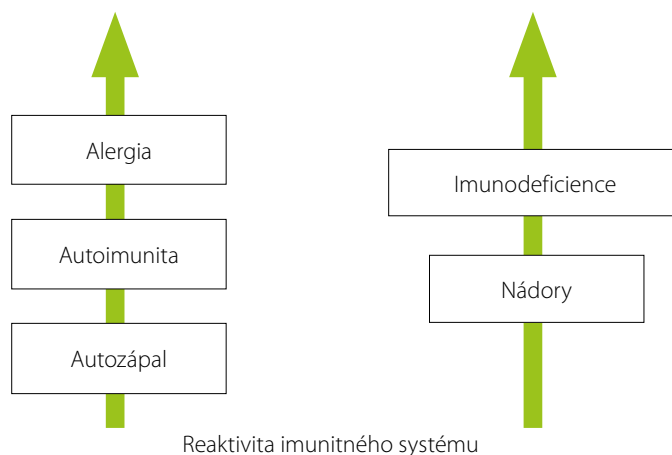 Alergia
Autoimunita
Autozápal
Imunodeficience
Nádory
Reaktivita imunitného systému